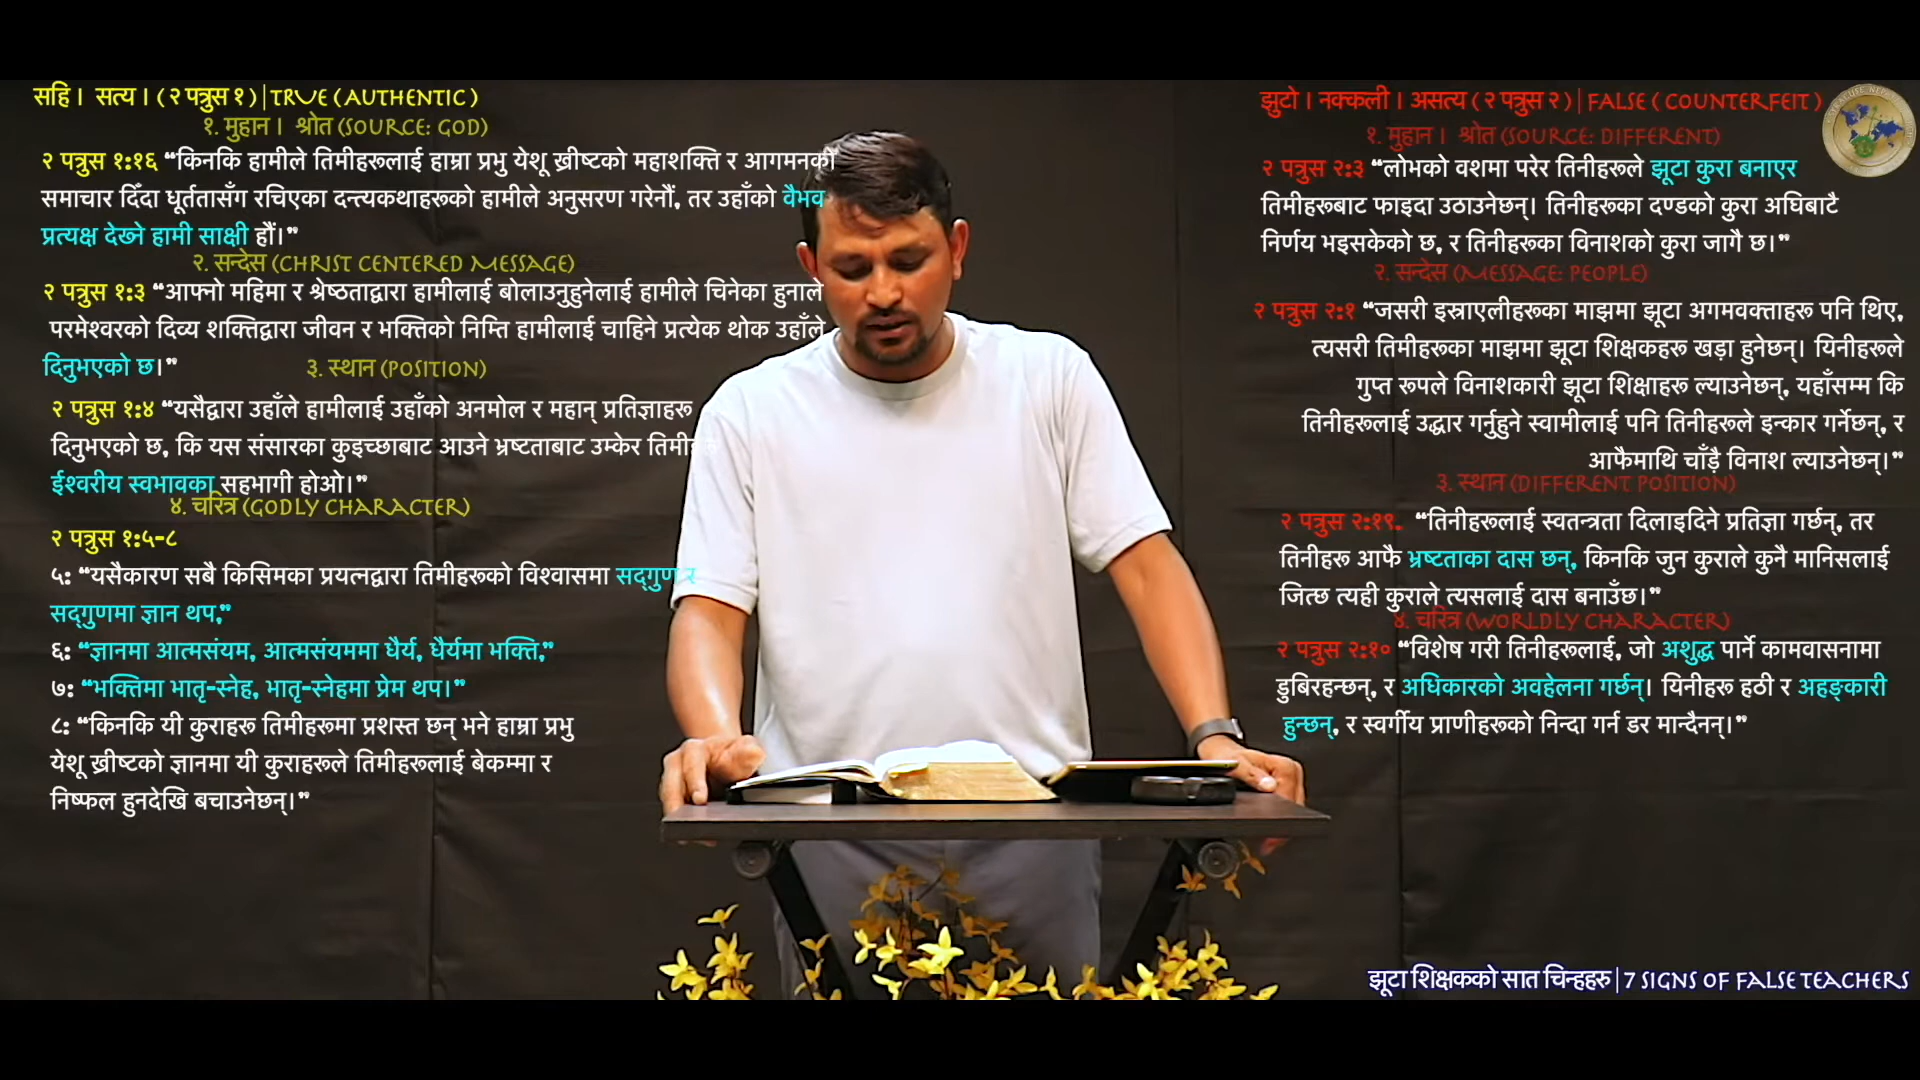 सहि । सत्य । ( २ पत्रुस १ ) | TRUE ( AUTHENTIC )
१. मुहान । श्रोत (SOURCE: GOD)
२ पत्रुस १:१६ “किनकि हामीले तिमीहरूलाई हाम्रा प्रभु येशू ख्रीष्टको महाशक्ति र आगमनको
समाचार दिँदा धूर्ततासँग रचिएका दन्त्यकथाहरूको हामीले अनुसरण गरेनौं, तर उहाँको वैभव
प्रत्यक्ष देख्ने हामी साक्षी हौं।”
२. सन्देस (CHRIST CENTERED MESSAGE)
२ पत्रुस १:३ “आफ्नो महिमा र श्रेष्ठताद्वारा हामीलाई बोलाउनुहुनेलाई हामीले चिनेका हुनाले
परमेश्वरको दिव्य शक्तिद्वारा जीवन र भक्तिको निम्ति हामीलाई चाहिने प्रत्येक थोक उहाँले
दिनुभएको छ।”
३. स्थान (POSITION)
२ पत्रुस १:४ “यसैद्वारा उहाँले हामीलाई उहाँको अनमोल र महान् प्रतिज्ञाहरू
दिनुभएको छ, कि यस संसारका कुइच्छाबाट आउने भ्रष्टताबाट उम्केर तिमीहरू
ईश्वरीय स्वभावका सहभागी होओ।”
४. चरित्र (GODLY CHARACTER)
२ पत्रुस १:५-८
५: “यसैकारण सबै किसिमका प्रयत्नद्वारा तिमीहरूको विश्वासमा सद्‌गुण र
सद्‌गुणमा ज्ञान थप,”
६: “ज्ञानमा आत्मसंयम, आत्मसंयममा धैर्य, धैर्यमा भक्ति,”
७: “भक्तिमा भातृ-स्नेह, भातृ-स्नेहमा प्रेम थप।”
८: “किनकि यी कुराहरू तिमीहरूमा प्रशस्त छन् भने हाम्रा प्रभु
येशू ख्रीष्टको ज्ञानमा यी कुराहरूले तिमीहरूलाई बेकम्मा र
निष्फल हुनदेखि बचाउनेछन्।”
झुटो । नक्कली । असत्य ( २ पत्रुस २ ) | FALSE ( COUNTERFEIT )
१. मुहान । श्रोत (SOURCE: DIFFERENT)
२ पत्रुस २:३ “लोभको वशमा परेर तिनीहरूले झूटा कुरा बनाएर
तिमीहरूबाट फाइदा उठाउनेछन्। तिनीहरूका दण्डको कुरा अघिबाटै
निर्णय भइसकेको छ, र तिनीहरूका विनाशको कुरा जागै छ।”
२. सन्देस (MESSAGE: PEOPLE)
२ पत्रुस २:१ “जसरी इस्राएलीहरूका माझमा झूटा अगमवक्ताहरू पनि थिए,
त्यसरी तिमीहरूका माझमा झूटा शिक्षकहरू खड़ा हुनेछन्। यिनीहरूले
गुप्त रूपले विनाशकारी झूटा शिक्षाहरू ल्याउनेछन्, यहाँसम्म कि
तिनीहरूलाई उद्धार गर्नुहुने स्वामीलाई पनि तिनीहरूले इन्कार गर्नेछन्, र
आफैमाथि चाँड़ै विनाश ल्याउनेछन्।”
३. स्थान (DIFFERENT POSITION)
२ पत्रुस २:१९. “तिनीहरूलाई स्वतन्त्रता दिलाइदिने प्रतिज्ञा गर्छन्, तर
तिनीहरू आफै भ्रष्टताका दास छन्, किनकि जुन कुराले कुनै मानिसलाई
जित्छ त्यही कुराले त्यसलाई दास बनाउँछ।”
४. चरित्र (WORLDLY CHARACTER)
२ पत्रुस २:१० “विशेष गरी तिनीहरूलाई, जो अशुद्ध पार्ने कामवासनामा
डुबिरहन्छन्, र अधिकारको अवहेलना गर्छन्। यिनीहरू हठी र अहङ्कारी
हुन्छन्, र स्वर्गीय प्राणीहरूको निन्दा गर्न डर मान्दैनन्।”
झूटा शिक्षकको सात चिन्हहरु | 7 SIGNS OF FALSE TEACHERS